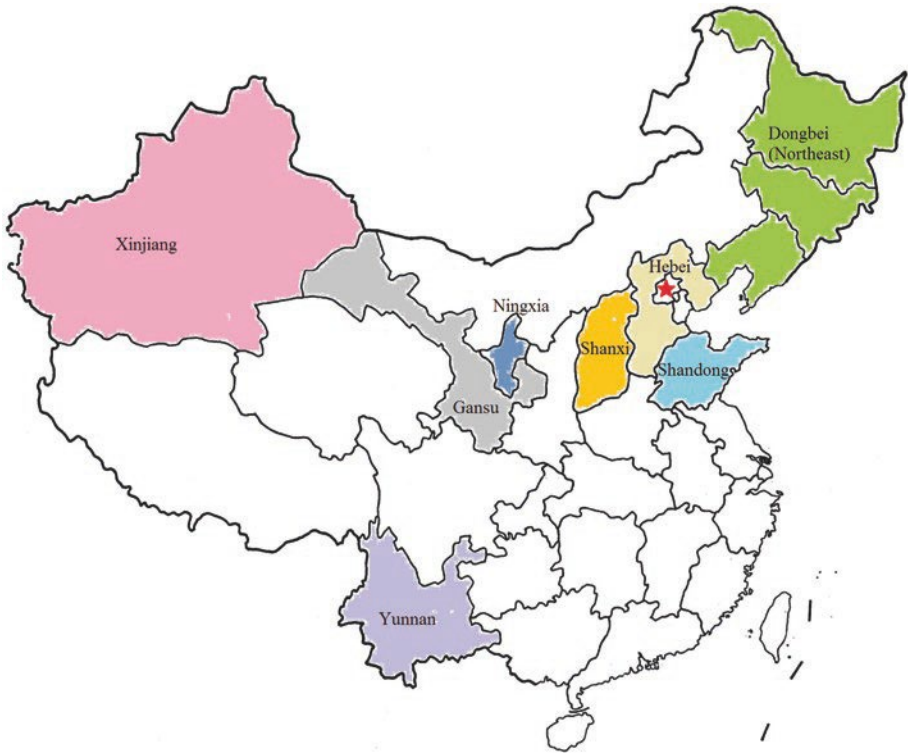 Dongbei
(Northeast)
Xinjiang
Hebei
Ningxia
Shanxi
Shandong
Gansu
Yunnan